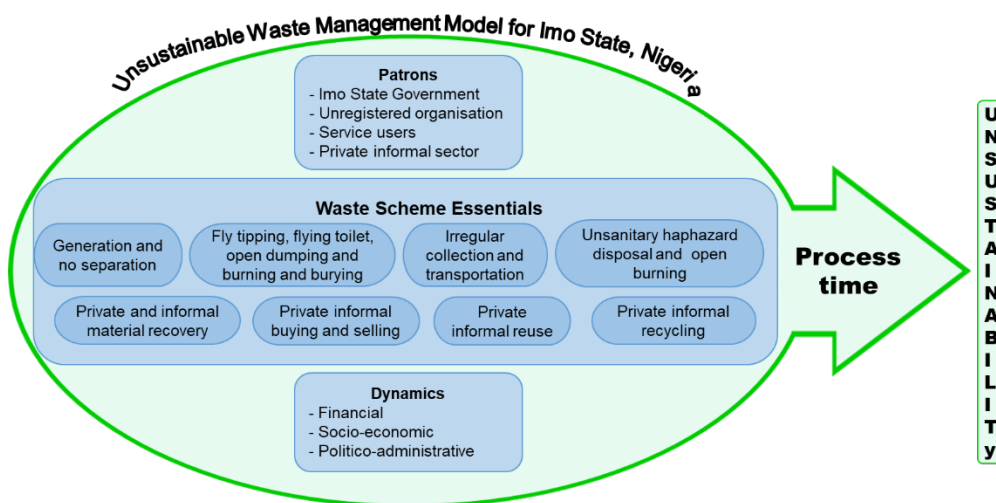 Unsustainable Waste Management Model for Imo State, Nigeria
Patrons
- Imo State Government
- Unregistered organisation
- Service users
- Private informal sector
Waste Scheme Essentials
Generation and
no separation
Fly tipping, flying toilet,
open dumping and
burning and burying
Irregular
collection and
transportation
Unsanitary haphazard
disposal and open
burning
Private and informal
material recovery
Private informal
buying and selling
Private
informal reuse
Private informal
recycling
Dynamics
- Financial
- Socio-economic
- Politico-administrative
Process
time
UNSUSTAINABILITy